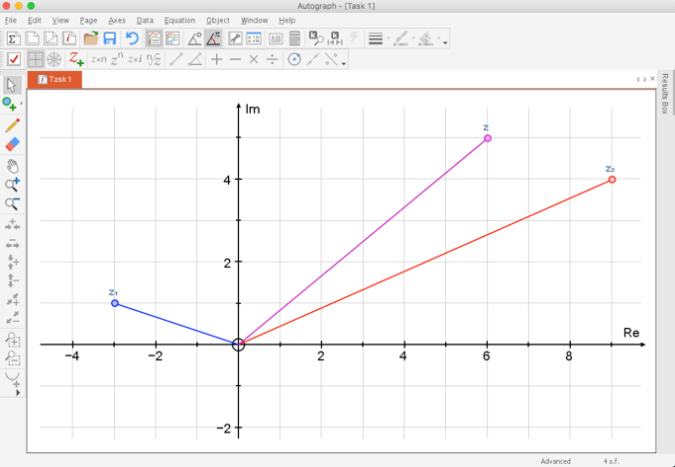 Autograph - [Task 1]
File Edit View Page Axes Data Equation Object Window Help
z×n zⁿ z×i ⁿ√z
Task 1
Results Box
Im
Re
z
z₂
z₁
4
2
-2
-4 -2 2 4 6 8
Advanced 4 s.f.